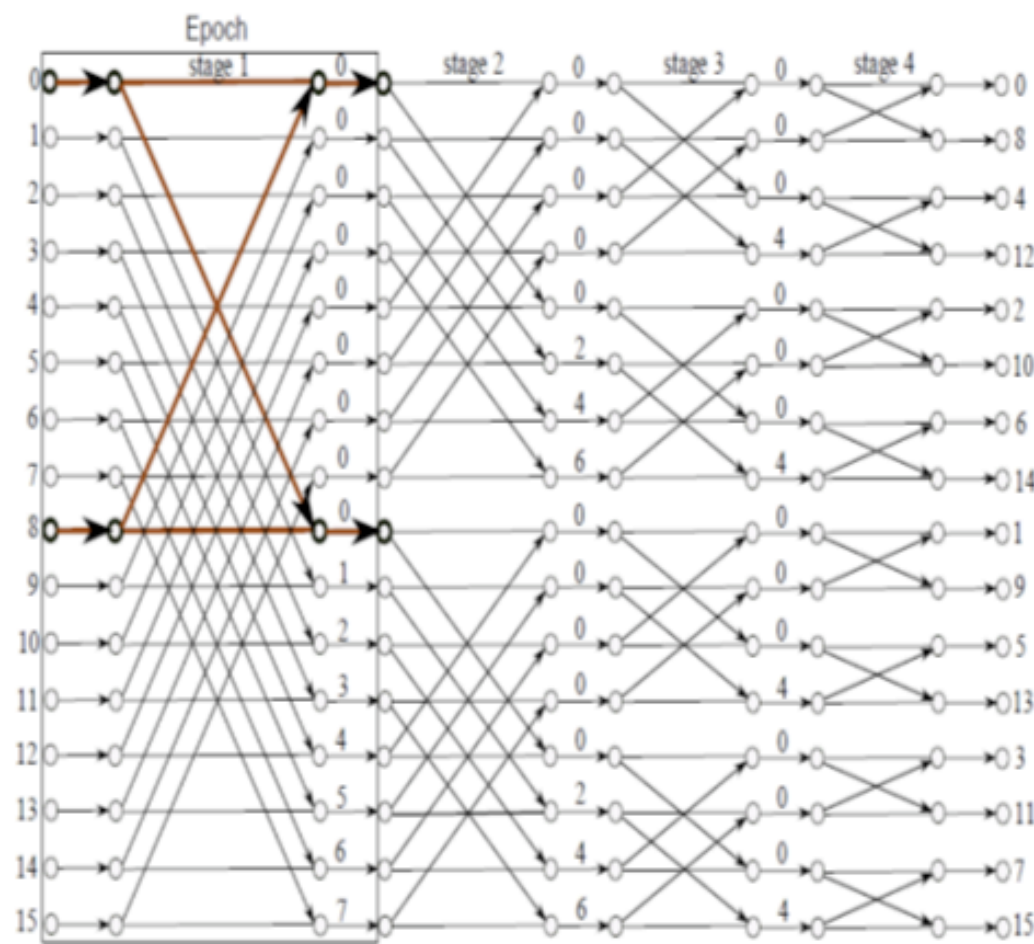 Epoch
stage 1 0 stage 2 0 stage 3 0 stage 4
0 0
1 0 0 0 8
2 0 0 0 4
3 0 0 4 12
4 0 0 0 2
5 0 2 0 10
6 0 4 0 6
7 0 6 4 14
8 0 0 0 1
9 1 0 0 9
10 2 0 0 5
11 3 0 4 13
12 4 0 0 3
13 5 2 0 11
14 6 4 0 7
15 7 6 4 15